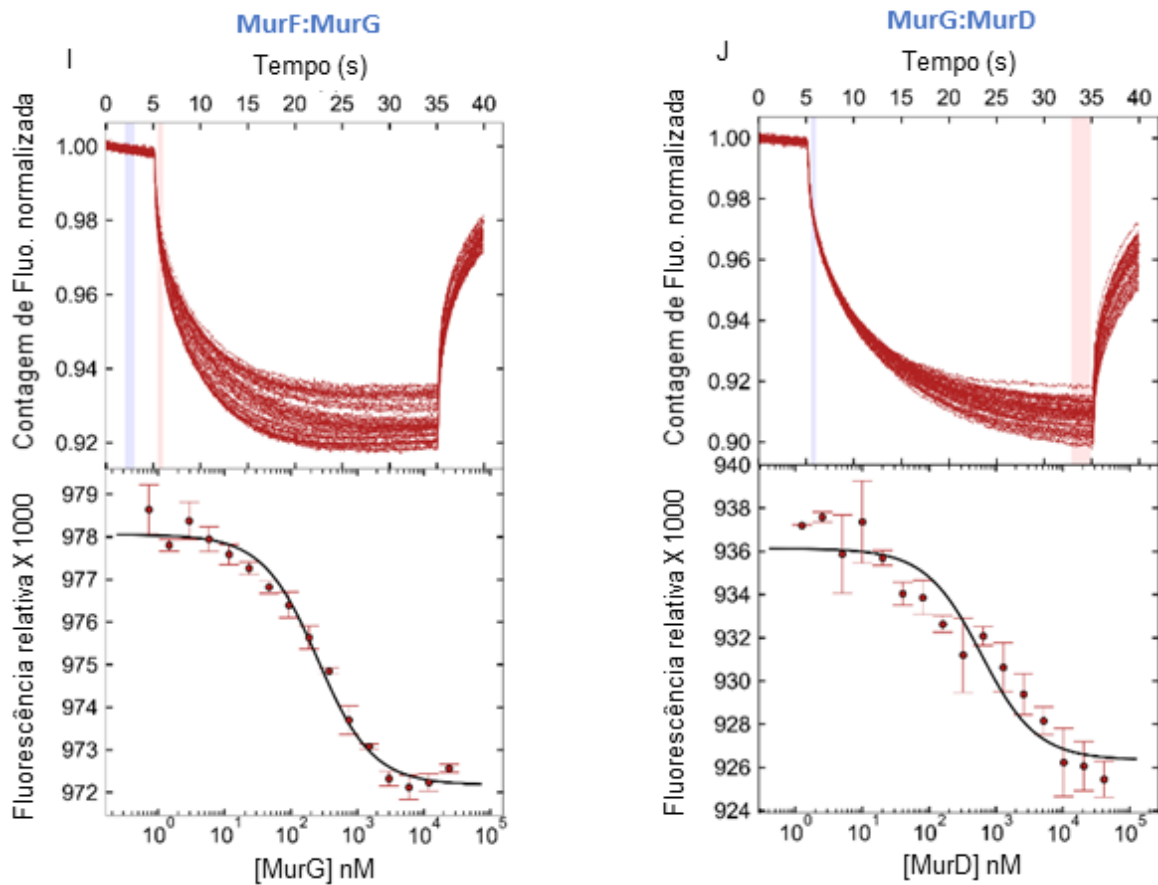 MurF:MurG
I
Tempo (s)
0 5 10 15 20 25 30 35 40
Contagem de Fluo. normalizada
1.00
0.98
0.96
0.94
0.92
Fluorescência relativa X 1000
979
978
977
976
975
974
973
972
10⁰ 10¹ 10² 10³ 10⁴ 10⁵
[MurG] nM
MurG:MurD
J
Tempo (s)
0 5 10 15 20 25 30 35 40
Contagem de Fluo. normalizada
1.00
0.98
0.96
0.94
0.92
0.90
Fluorescência relativa X 1000
940
938
936
934
932
930
928
926
924
10⁰ 10¹ 10² 10³ 10⁴ 10⁵
[MurD] nM